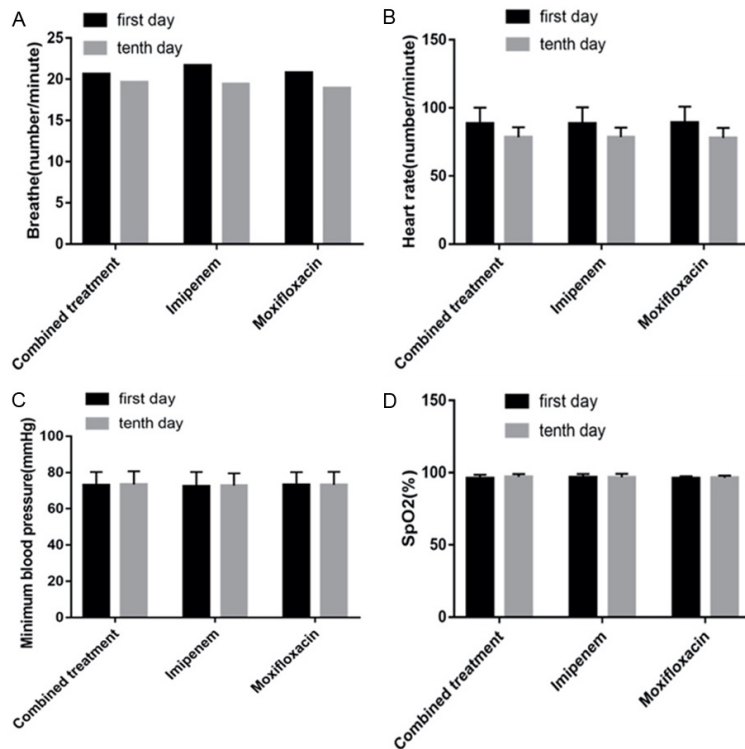 A
first day
tenth day
Breathe(number/minute)
25
20
15
10
5
0
Combined treatment
Imipenem
Moxifloxacin
B
first day
tenth day
Heart rate(number/minute)
150
100
50
0
Combined treatment
Imipenem
Moxifloxacin
C
first day
tenth day
Minimum blood pressure(mmHg)
100
80
60
40
20
0
Combined treatment
Imipenem
Moxifloxacin
D
first day
tenth day
SpO2(%)
150
100
50
0
Combined treatment
Imipenem
Moxifloxacin